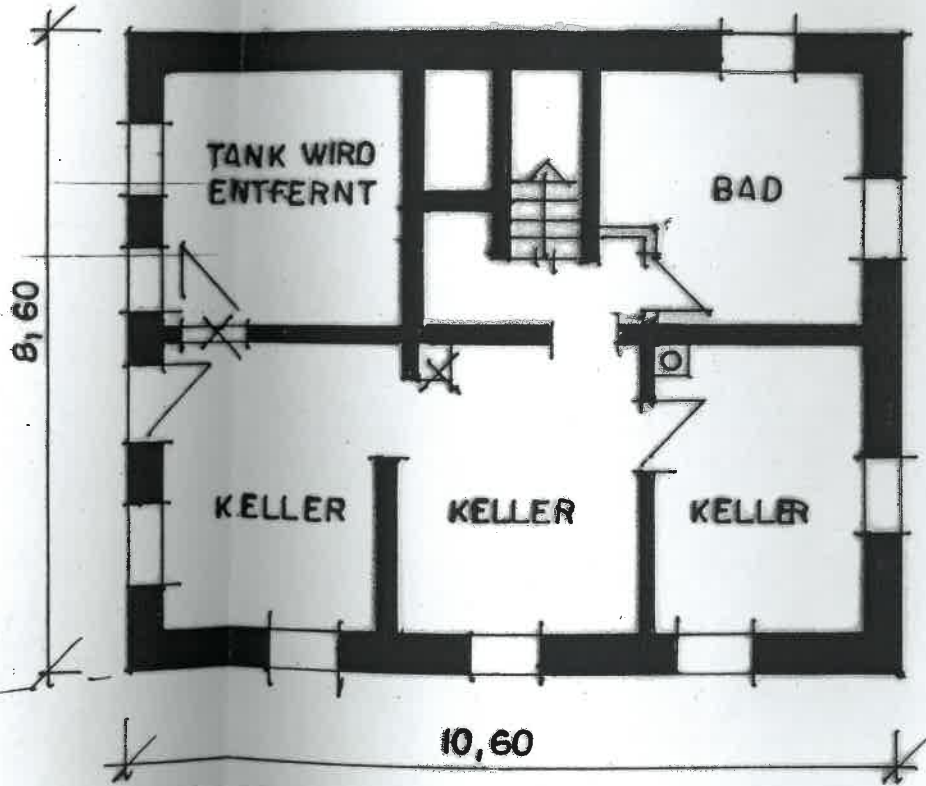 TANK WIRD
ENTFERNT
BAD
8,60
KELLER
KELLER
KELLER
10,60